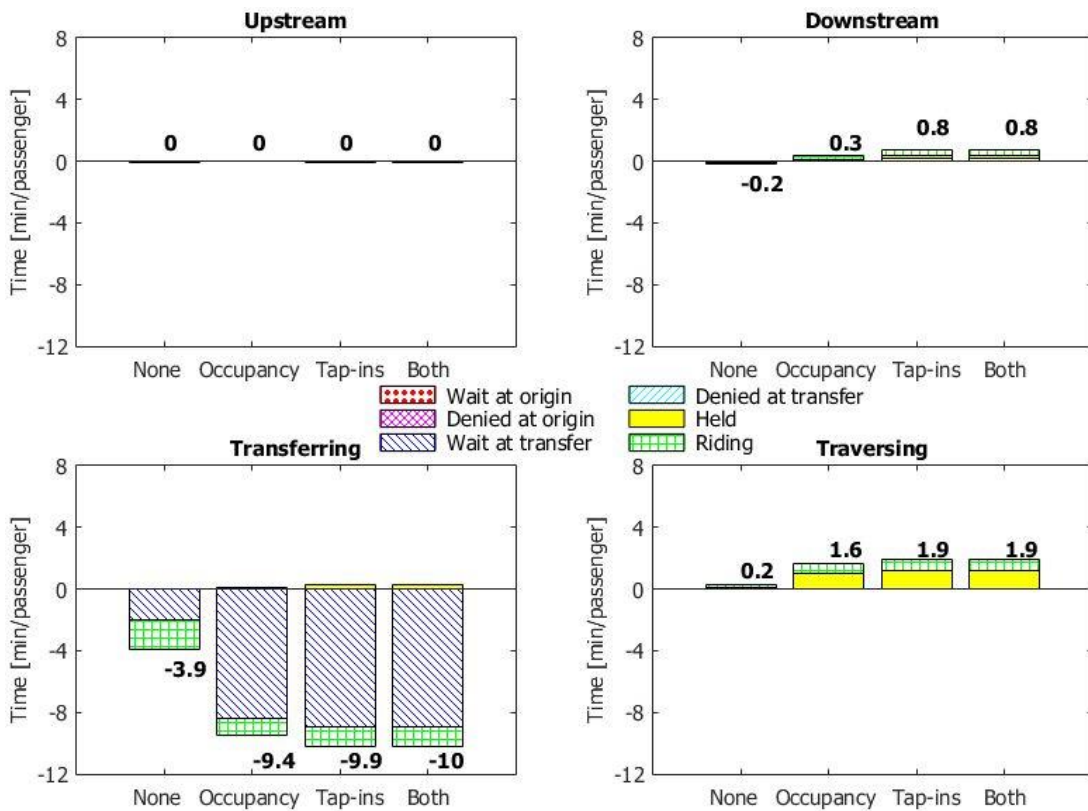 Upstream
8
4
0
-4
-8
-12
Time [min/passenger]
0 0 0 0
None Occupancy Tap-ins Both
Downstream
8
4
0
-4
-8
-12
Time [min/passenger]
-0.2 0.3 0.8 0.8
None Occupancy Tap-ins Both
Wait at origin
Denied at origin
Wait at transfer
Denied at transfer
Held
Riding
Transferring
8
4
0
-4
-8
-12
Time [min/passenger]
-3.9 -9.4 -9.9 -10
None Occupancy Tap-ins Both
Traversing
8
4
0
-4
-8
-12
Time [min/passenger]
0.2 1.6 1.9 1.9
None Occupancy Tap-ins Both